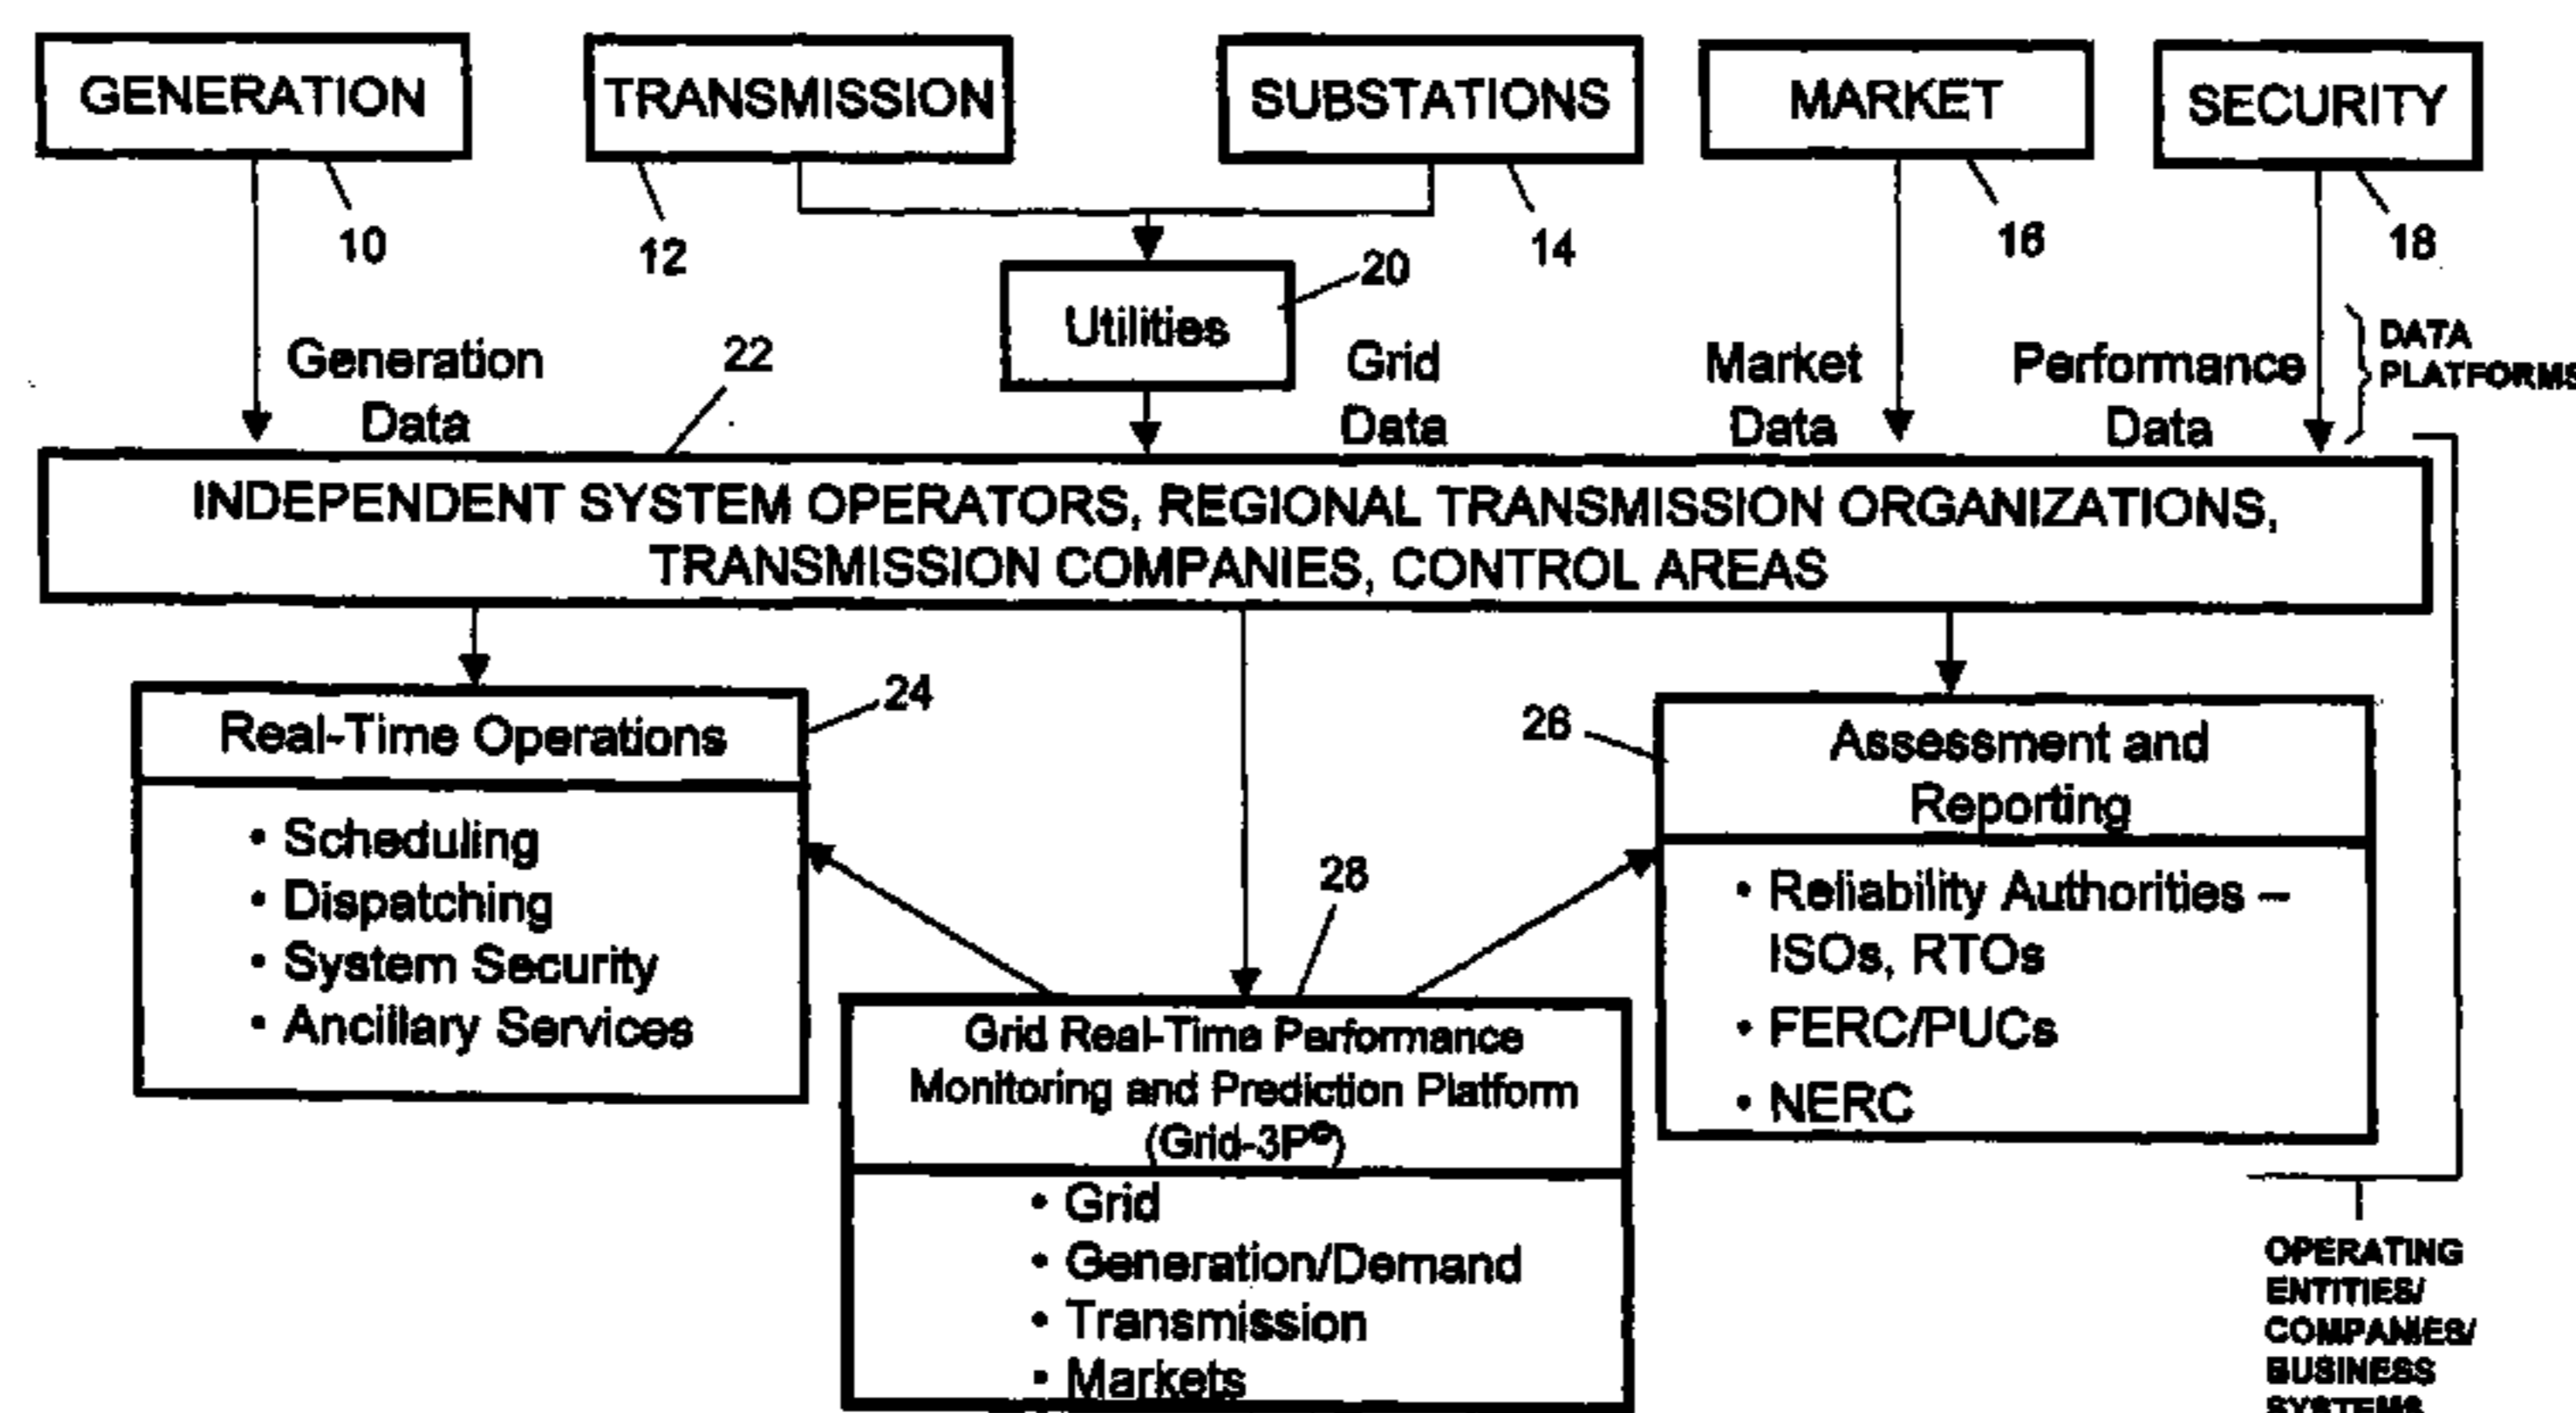 GENERATION
TRANSMISSION
SUBSTATIONS
MARKET
SECURITY
10
12
14
16
18
20
Utilities
22
Generation
Data
Grid
Data
Market
Data
Performance
Data
DATA
PLATFORMS
INDEPENDENT SYSTEM OPERATORS, REGIONAL TRANSMISSION ORGANIZATIONS,
TRANSMISSION COMPANIES, CONTROL AREAS
24
Real-Time Operations
• Scheduling
• Dispatching
• System Security
• Ancillary Services
26
Assessment and
Reporting
• Reliability Authorities –
ISOs, RTOs
• FERC/PUCs
• NERC
28
Grid Real-Time Performance
Monitoring and Prediction Platform
(Grid-3P©)
• Grid
• Generation/Demand
• Transmission
• Markets
OPERATING
ENTITIES/
COMPANIES/
BUSINESS
SYSTEMS